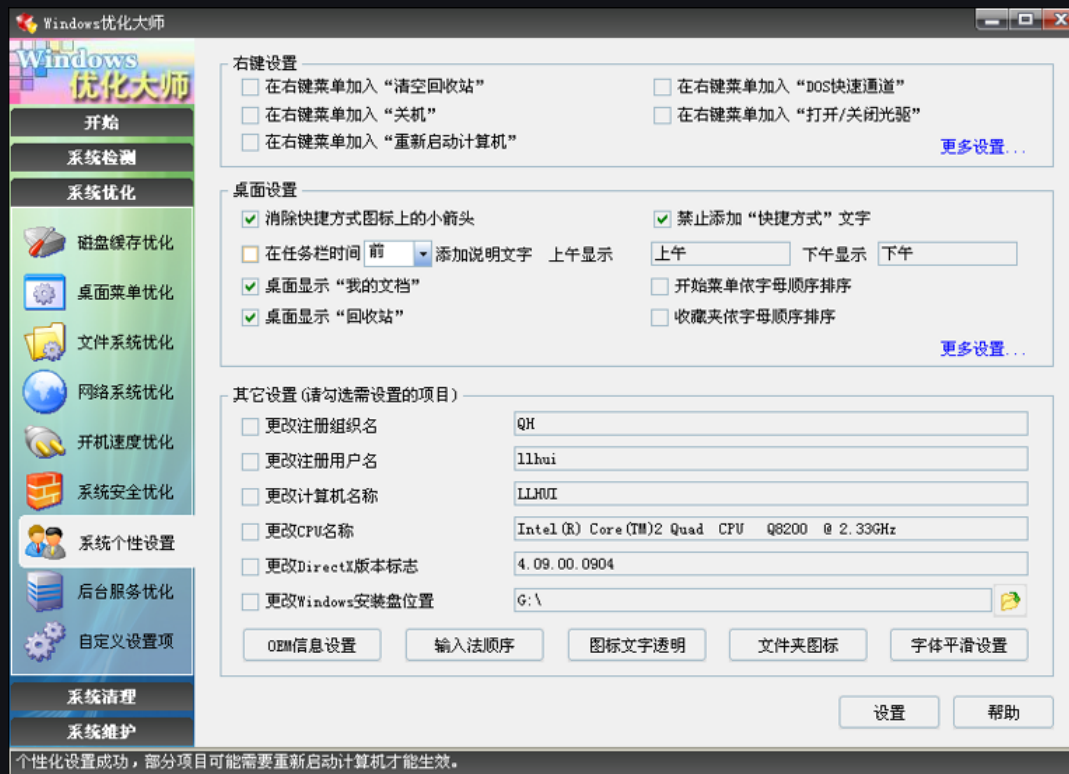 Windows优化大师
Windows
优化大师
开始
系统检测
系统优化
磁盘缓存优化
桌面菜单优化
文件系统优化
网络系统优化
开机速度优化
系统安全优化
系统个性设置
后台服务优化
自定义设置项
系统清理
系统维护
右键设置
在右键菜单加入“清空回收站” 在右键菜单加入“DOS快速通道”
在右键菜单加入“关机” 在右键菜单加入“打开/关闭光驱”
在右键菜单加入“重新启动计算机” 更多设置...
桌面设置
消除快捷方式图标上的小箭头 禁止添加“快捷方式”文字
在任务栏时间 前 添加说明文字 上午显示 上午 下午显示 下午
桌面显示“我的文档” 开始菜单依字母顺序排序
桌面显示“回收站” 收藏夹依字母顺序排序
更多设置...
其它设置(请勾选需设置的项目)
更改注册组织名 QH
更改注册用户名 llhui
更改计算机名称 LLHUI
更改CPU名称 Intel(R) Core(TM)2 Quad CPU Q8200 @ 2.33GHz
更改DirectX版本标志 4.09.00.0904
更改Windows安装盘位置 G:\
OEM信息设置 输入法顺序 图标文字透明 文件夹图标 字体平滑设置
设置 帮助
个性化设置成功，部分项目可能需要重新启动计算机才能生效。